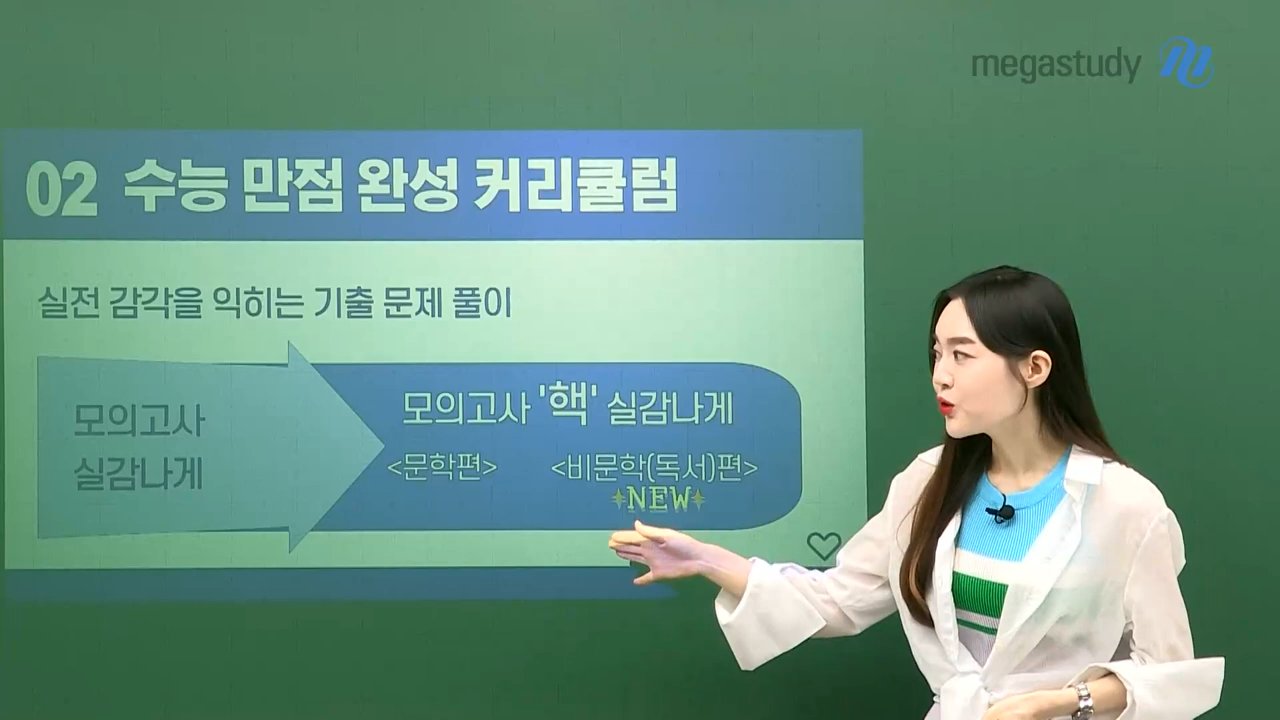 megastudy
02 수능 만점 완성 커리큘럼
실전 감각을 익히는 기출 문제 풀이
모의고사
실감나게
모의고사 '핵' 실감나게
<문학편> <비문학(독서)편>
NEW